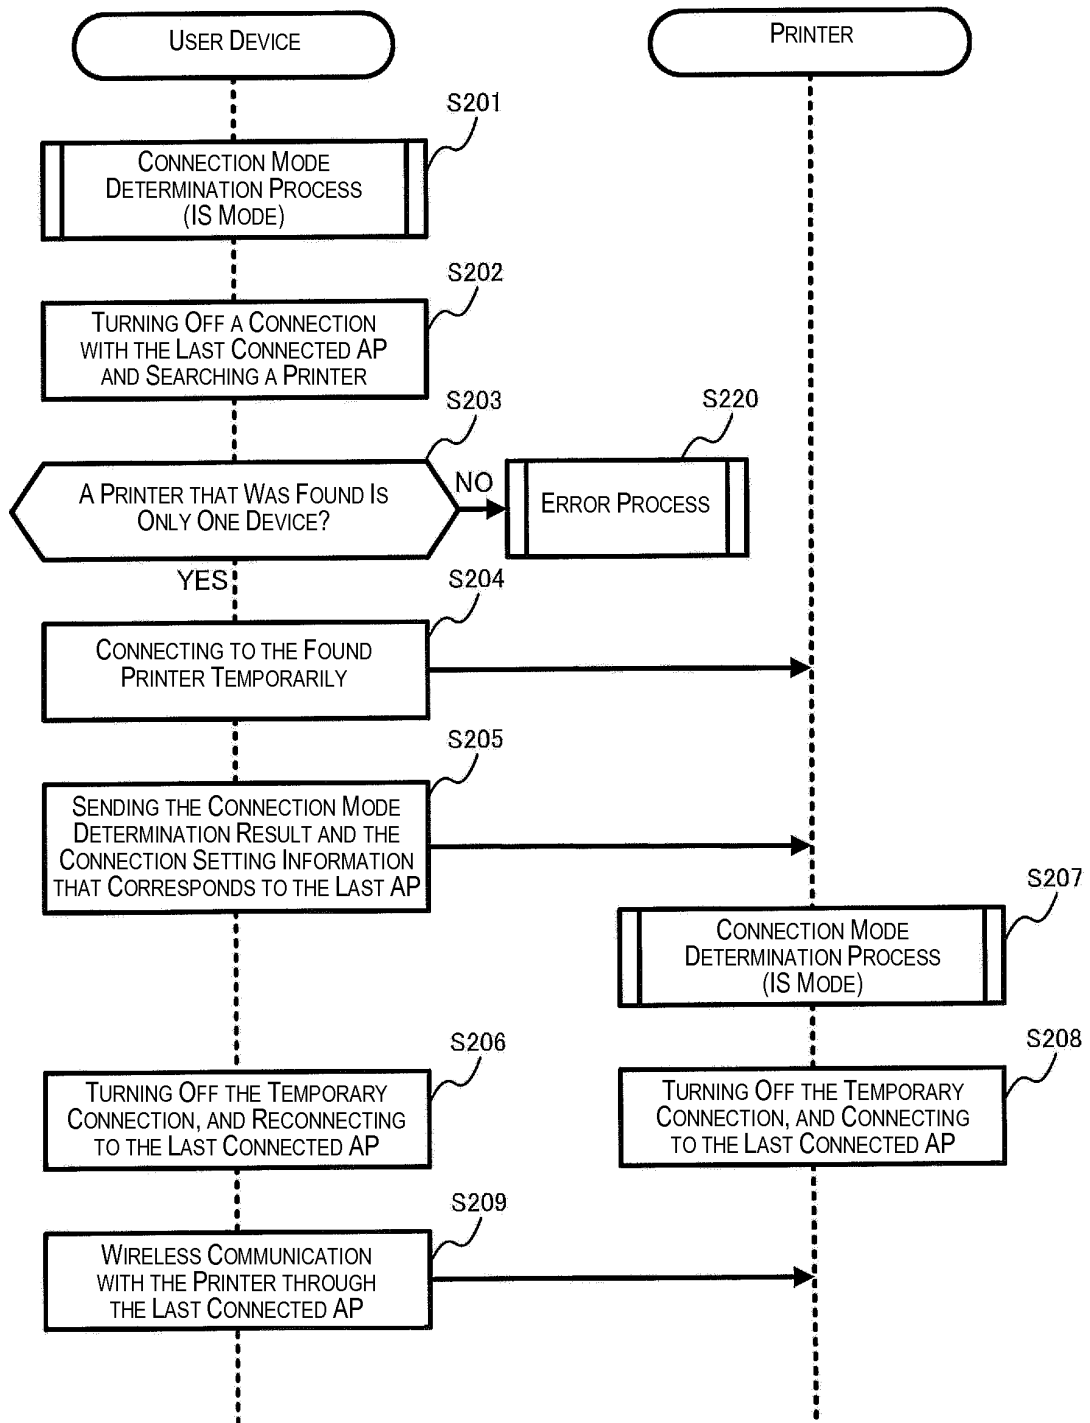 USER DEVICE
PRINTER
S201
CONNECTION MODE
DETERMINATION PROCESS
(IS MODE)
S202
TURNING OFF A CONNECTION
WITH THE LAST CONNECTED AP
AND SEARCHING A PRINTER
S203
A PRINTER THAT WAS FOUND IS
ONLY ONE DEVICE?
NO
S220
ERROR PROCESS
YES
S204
CONNECTING TO THE FOUND
PRINTER TEMPORARILY
S205
SENDING THE CONNECTION MODE
DETERMINATION RESULT AND THE
CONNECTION SETTING INFORMATION
THAT CORRESPONDS TO THE LAST AP
S207
CONNECTION MODE
DETERMINATION PROCESS
(IS MODE)
S206
TURNING OFF THE TEMPORARY
CONNECTION, AND RECONNECTING
TO THE LAST CONNECTED AP
S208
TURNING OFF THE TEMPORARY
CONNECTION, AND CONNECTING
TO THE LAST CONNECTED AP
S209
WIRELESS COMMUNICATION
WITH THE PRINTER THROUGH
THE LAST CONNECTED AP